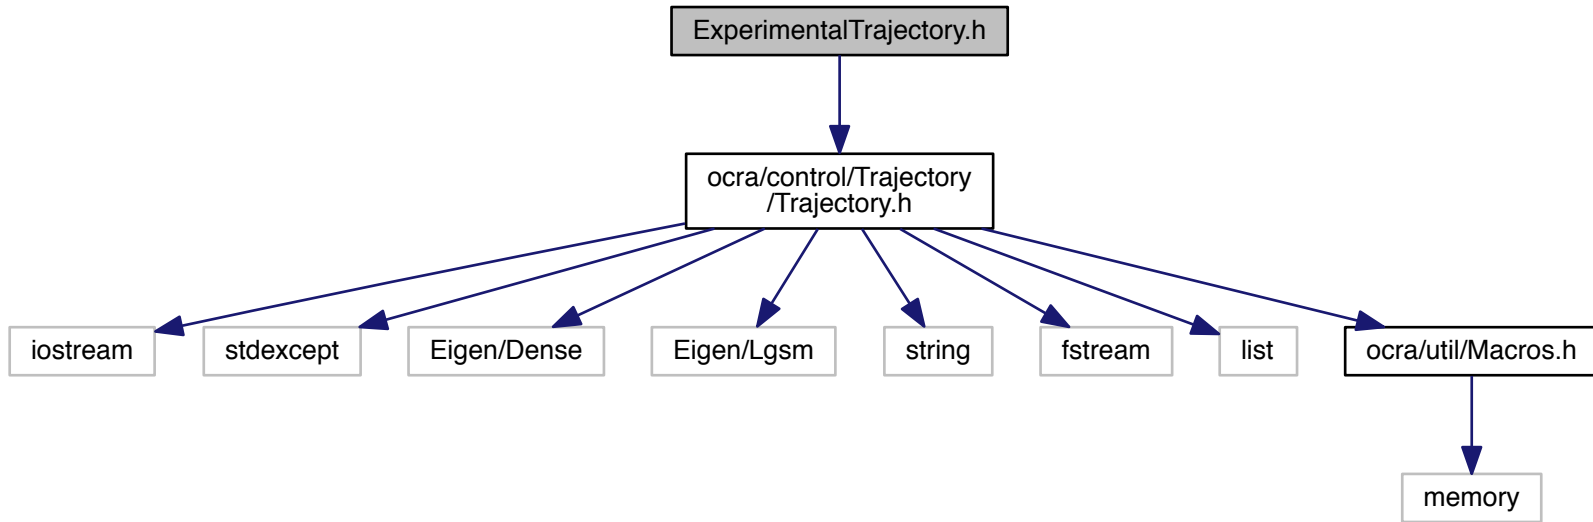 ExperimentalTrajectory.h
ocra/control/Trajectory
/Trajectory.h
iostream
stdexcept
Eigen/Dense
Eigen/Lgsm
string
fstream
list
ocra/util/Macros.h
memory